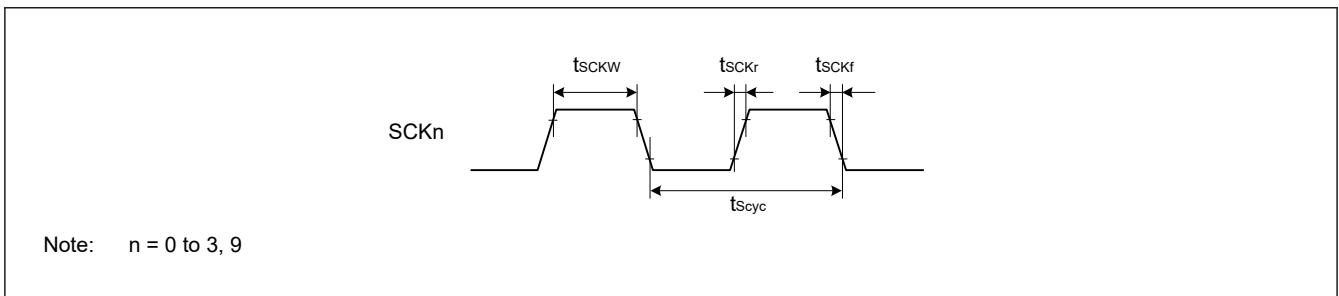 tSCKW tSCKr tSCKf
SCKn
tScyc
Note: n = 0 to 3, 9